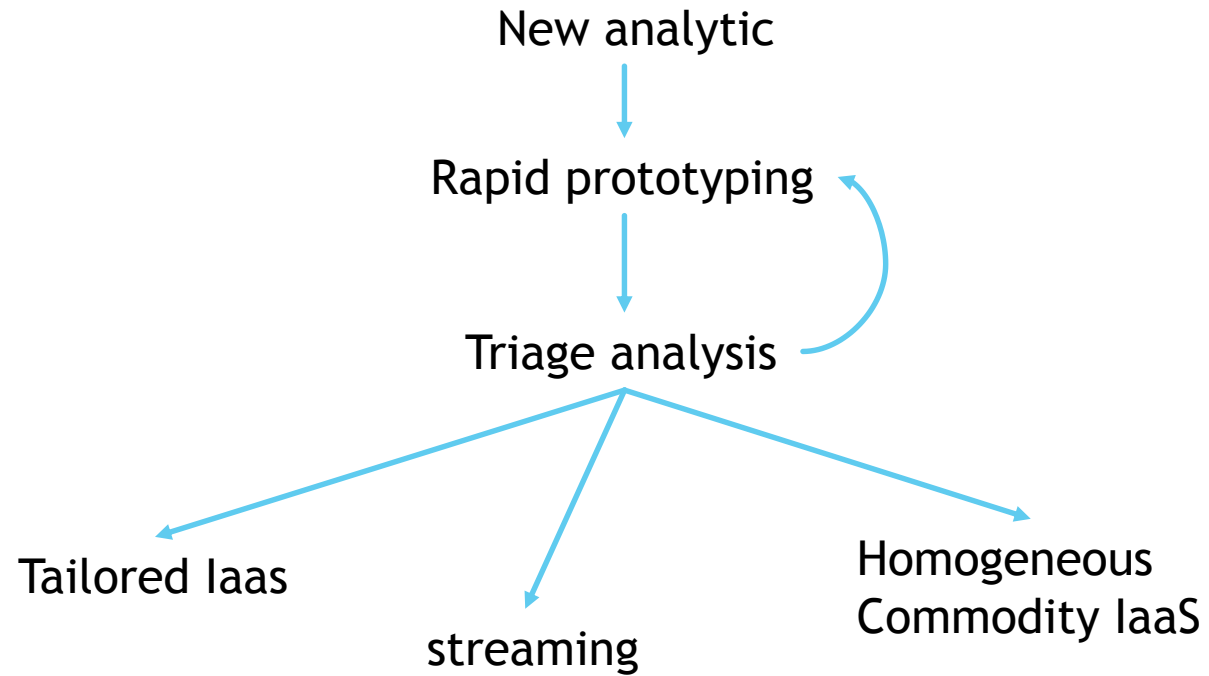 New analytic
Rapid prototyping
Triage analysis
Tailored Iaas
streaming
Homogeneous
Commodity IaaS